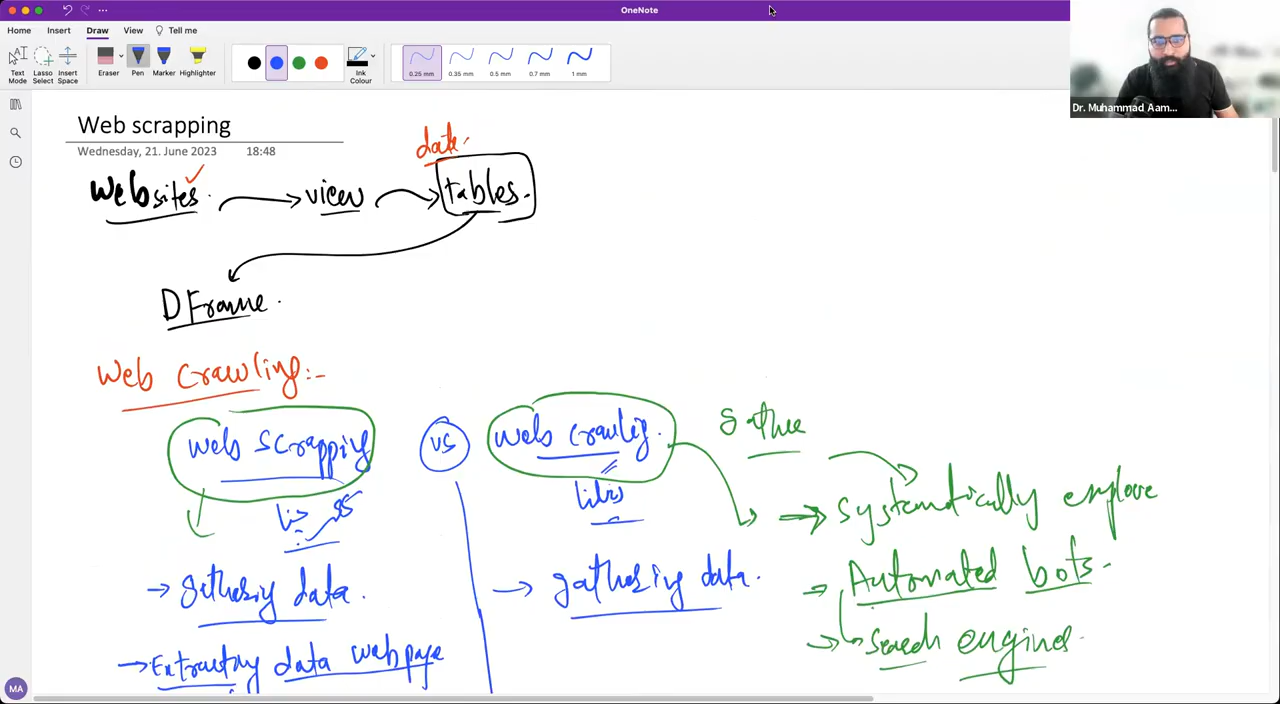 OneNote
Home Insert Draw View Tell me
Text Mode
Lasso Select
Insert Space
Eraser
Pen
Marker
Highlighter
Ink Colour
0.25 mm
0.35 mm
0.5 mm
0.7 mm
1 mm
Dr. Muhammad Aam...
Web scrapping
Wednesday, 21. June 2023 18:48
data
Websites view tables
DFrame
Web Crawling:-
Web Scrapping vs web crawlig.
gathering data
gathering data.
Extracting data webpage
Systematically explore
Automated bots
Search engines
MA